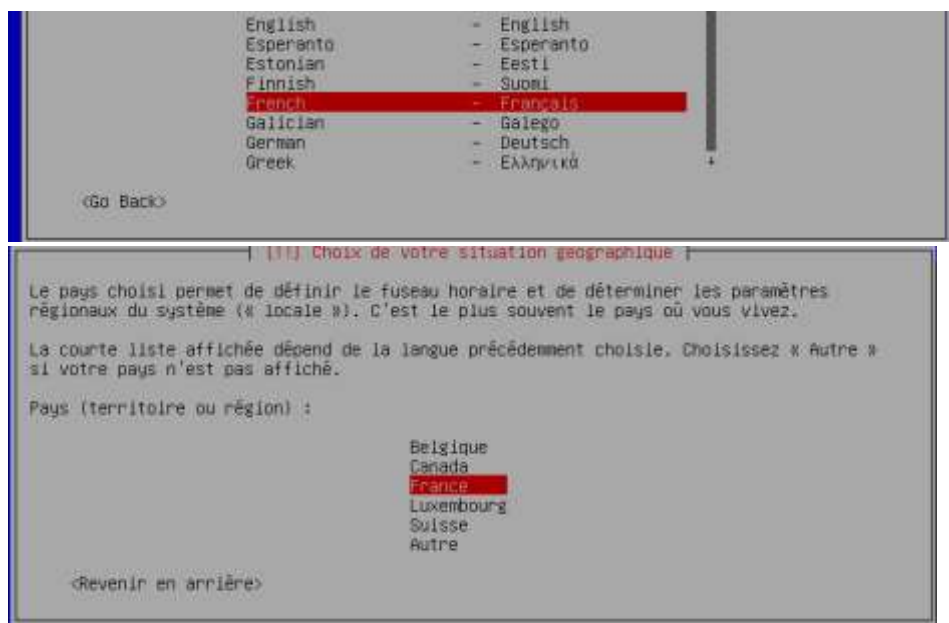 English - English
Esperanto - Esperanto
Estonian - Eesti
Finnish - Suomi
French - Français
Galician - Galego
German - Deutsch
Greek - Ελληνικά
<Go Back>
[!!] Choix de votre situation géographique
Le pays choisi permet de définir le fuseau horaire et de déterminer les paramètres
régionaux du système (« locale »). C'est le plus souvent le pays où vous vivez.
La courte liste affichée dépend de la langue précédemment choisie. Choisissez « Autre »
si votre pays n'est pas affiché.
Pays (territoire ou région) :
Belgique
Canada
France
Luxembourg
Suisse
Autre
<Revenir en arrière>